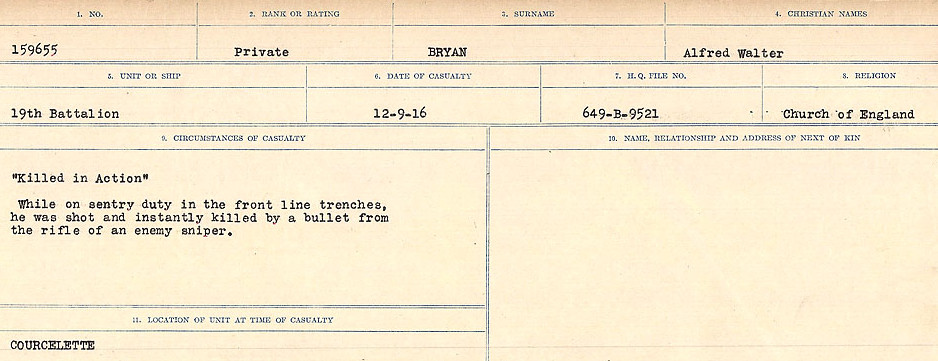 1. NO. 2. RANK OR RATING 3. SURNAME 4. CHRISTIAN NAMES
159655 Private BRYAN Alfred Walter
5. UNIT OR SHIP 6. DATE OF CASUALTY 7. H. Q. FILE NO. 8. RELIGION
19th Battalion 12-9-16 649-B-9521 Church of England
9. CIRCUMSTANCES OF CASUALTY 10. NAME, RELATIONSHIP AND ADDRESS OF NEXT OF KIN
"Killed in Action"
While on sentry duty in the front line trenches,
he was shot and instantly killed by a bullet from
the rifle of an enemy sniper.
11. LOCATION OF UNIT AT TIME OF CASUALTY
COURCELETTE